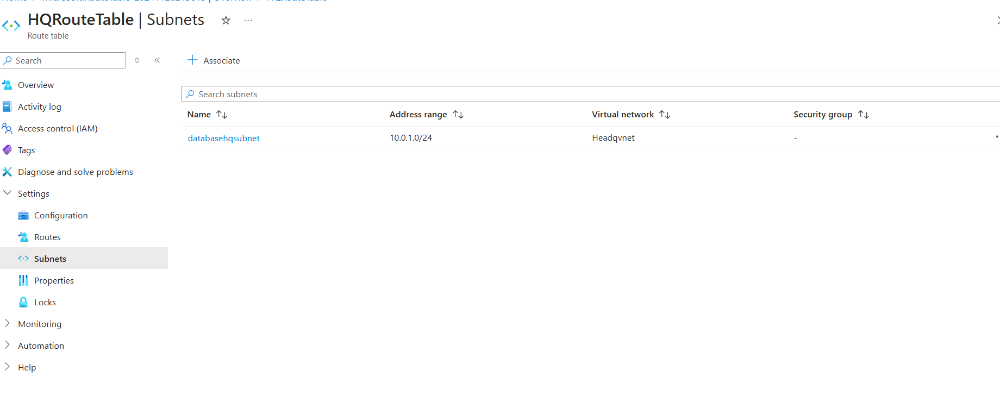 HQRouteTable | Subnets
Route table
Search
Associate
Overview
Activity log
Access control (IAM)
Tags
Diagnose and solve problems
Settings
Configuration
Routes
Subnets
Properties
Locks
Monitoring
Automation
Help
Search subnets
Name Address range Virtual network Security group
databasehqsubnet 10.0.1.0/24 Headqvnet -